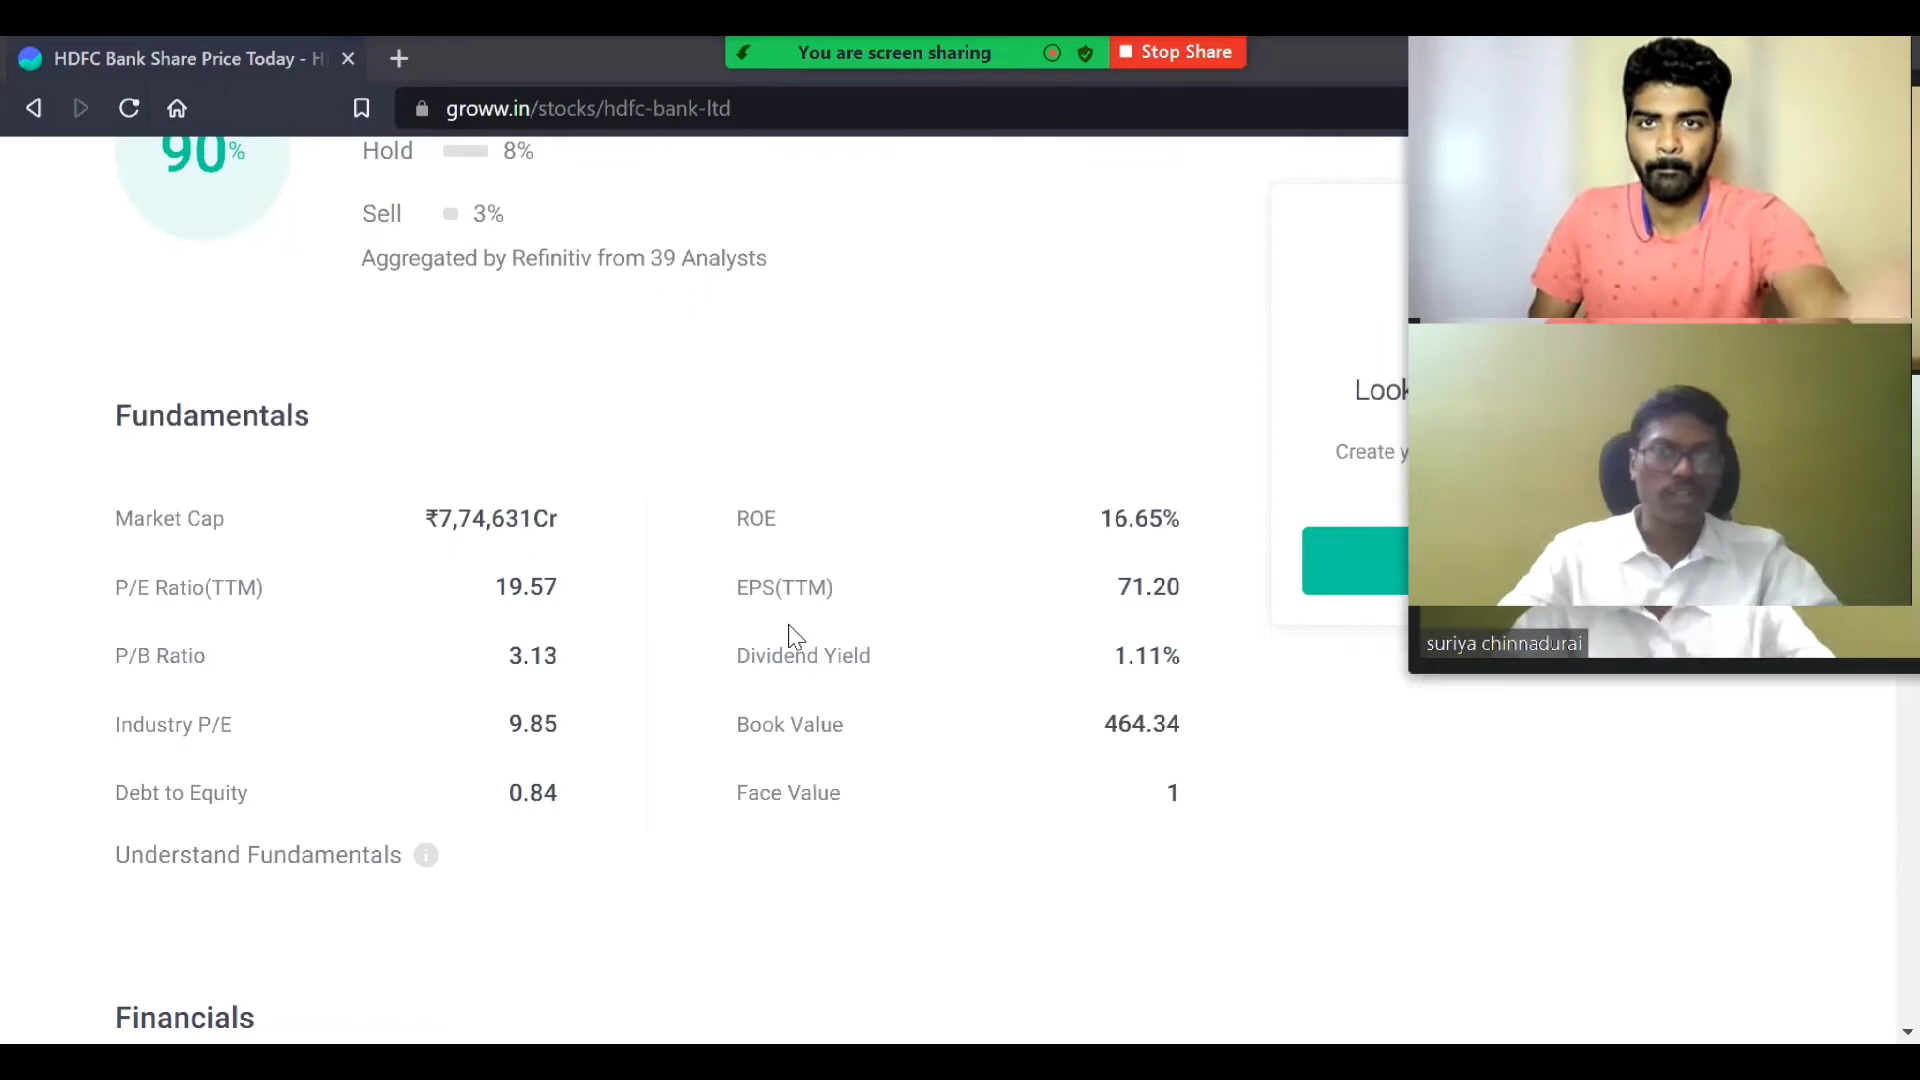 HDFC Bank Share Price Today - H
You are screen sharing
Stop Share
groww.in/stocks/hdfc-bank-ltd
90%
Hold 8%
Sell 3%
Aggregated by Refinitiv from 39 Analysts
Look
Create y
Fundamentals
Market Cap ₹7,74,631Cr ROE 16.65%
P/E Ratio(TTM) 19.57 EPS(TTM) 71.20
P/B Ratio 3.13 Dividend Yield 1.11%
Industry P/E 9.85 Book Value 464.34
Debt to Equity 0.84 Face Value 1
Understand Fundamentals
Financials
suriya chinnadurai